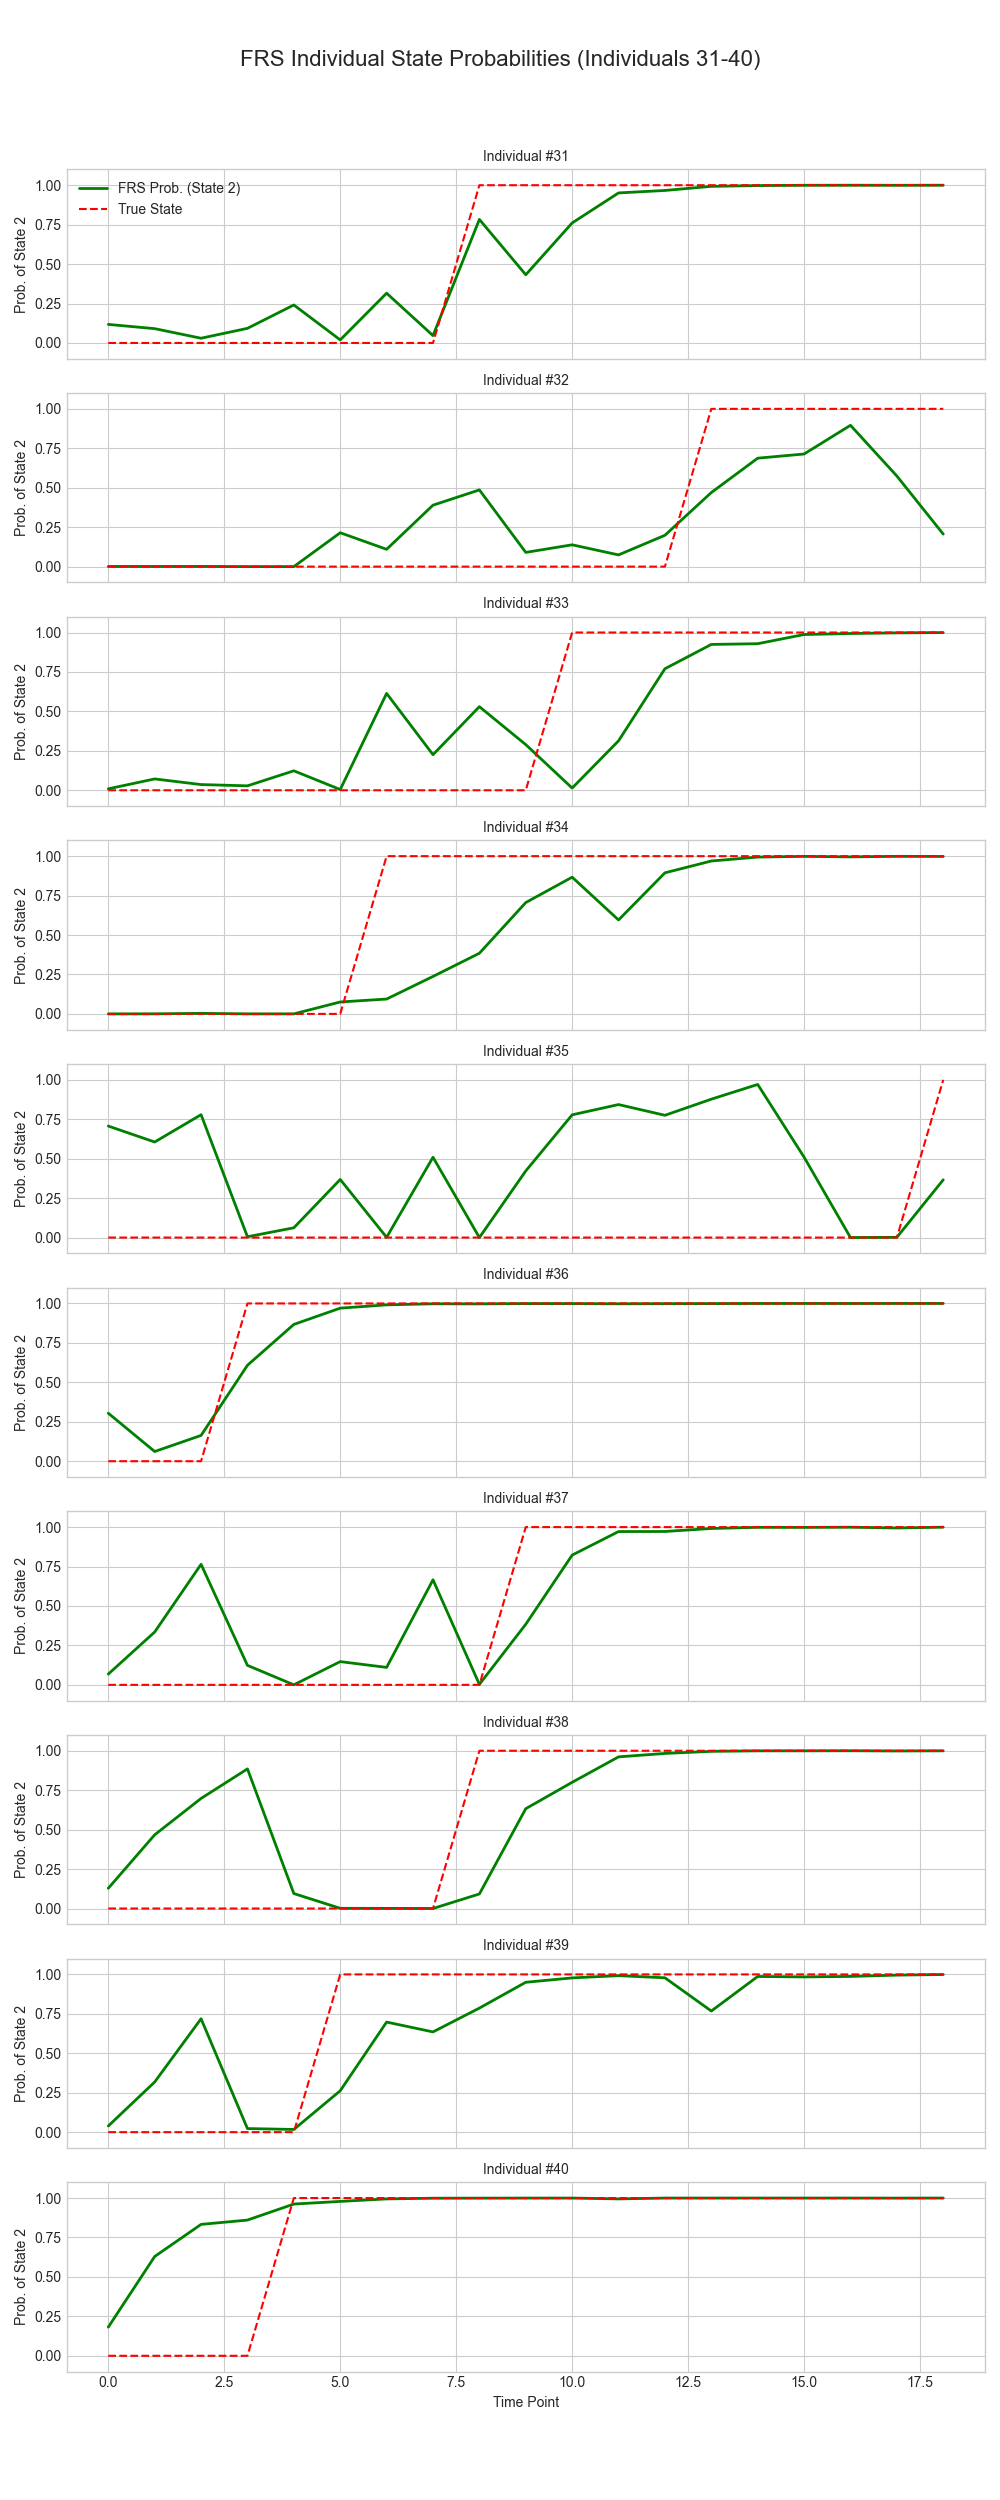 FRS Individual State Probabilities (Individuals 31-40)
Individual #31
Prob. of State 2
1.00
0.75
0.50
0.25
0.00
FRS Prob. (State 2)
True State
Individual #32
Prob. of State 2
1.00
0.75
0.50
0.25
0.00
Individual #33
Prob. of State 2
1.00
0.75
0.50
0.25
0.00
Individual #34
Prob. of State 2
1.00
0.75
0.50
0.25
0.00
Individual #35
Prob. of State 2
1.00
0.75
0.50
0.25
0.00
Individual #36
Prob. of State 2
1.00
0.75
0.50
0.25
0.00
Individual #37
Prob. of State 2
1.00
0.75
0.50
0.25
0.00
Individual #38
Prob. of State 2
1.00
0.75
0.50
0.25
0.00
Individual #39
Prob. of State 2
1.00
0.75
0.50
0.25
0.00
Individual #40
Prob. of State 2
1.00
0.75
0.50
0.25
0.00
0.0 2.5 5.0 7.5 10.0 12.5 15.0 17.5
Time Point